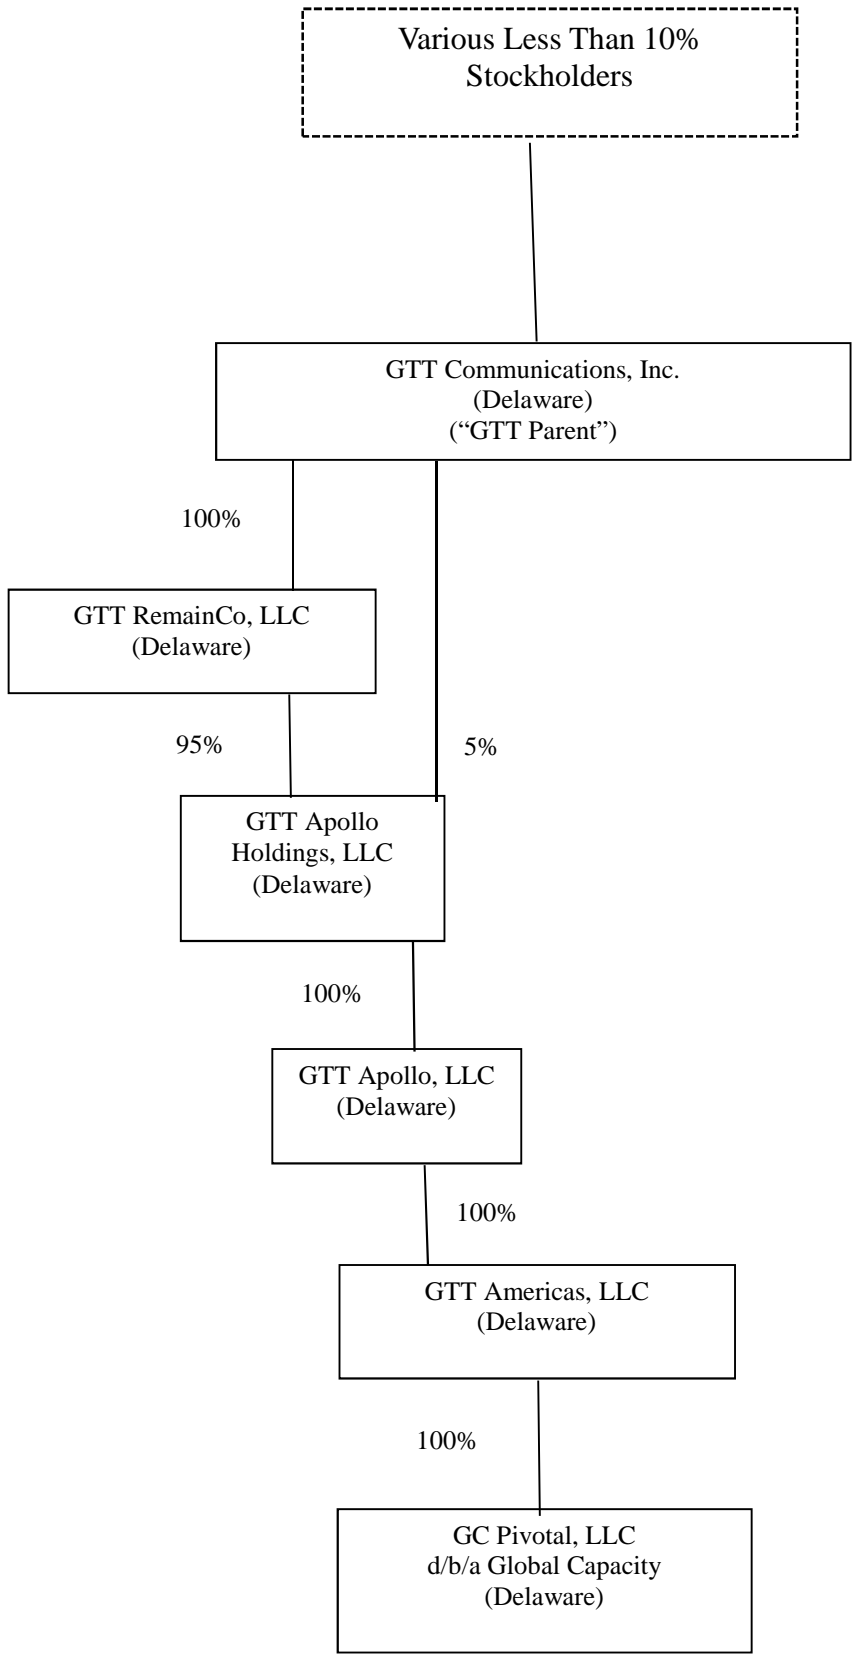 Various Less Than 10%
Stockholders
GTT Communications, Inc.
(Delaware)
(“GTT Parent”)
100%
GTT RemainCo, LLC
(Delaware)
95%
5%
GTT Apollo
Holdings, LLC
(Delaware)
100%
GTT Apollo, LLC
(Delaware)
100%
GTT Americas, LLC
(Delaware)
100%
GC Pivotal, LLC
d/b/a Global Capacity
(Delaware)